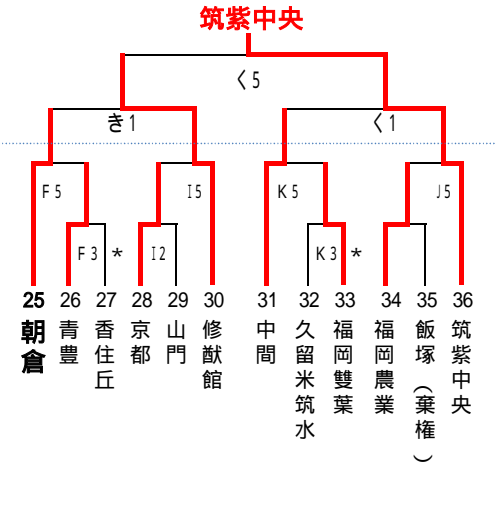 筑紫中央
く5
き1
く1
F5
I5
K5
J5
F3 *
I2
K3 *
25 26 27 28 29 30 31 32 33 34 35 36
朝倉
青豊
香住丘
京都
山門
修猷館
中間
久留米筑水
福岡雙葉
福岡農業
飯塚（棄権）
筑紫中央